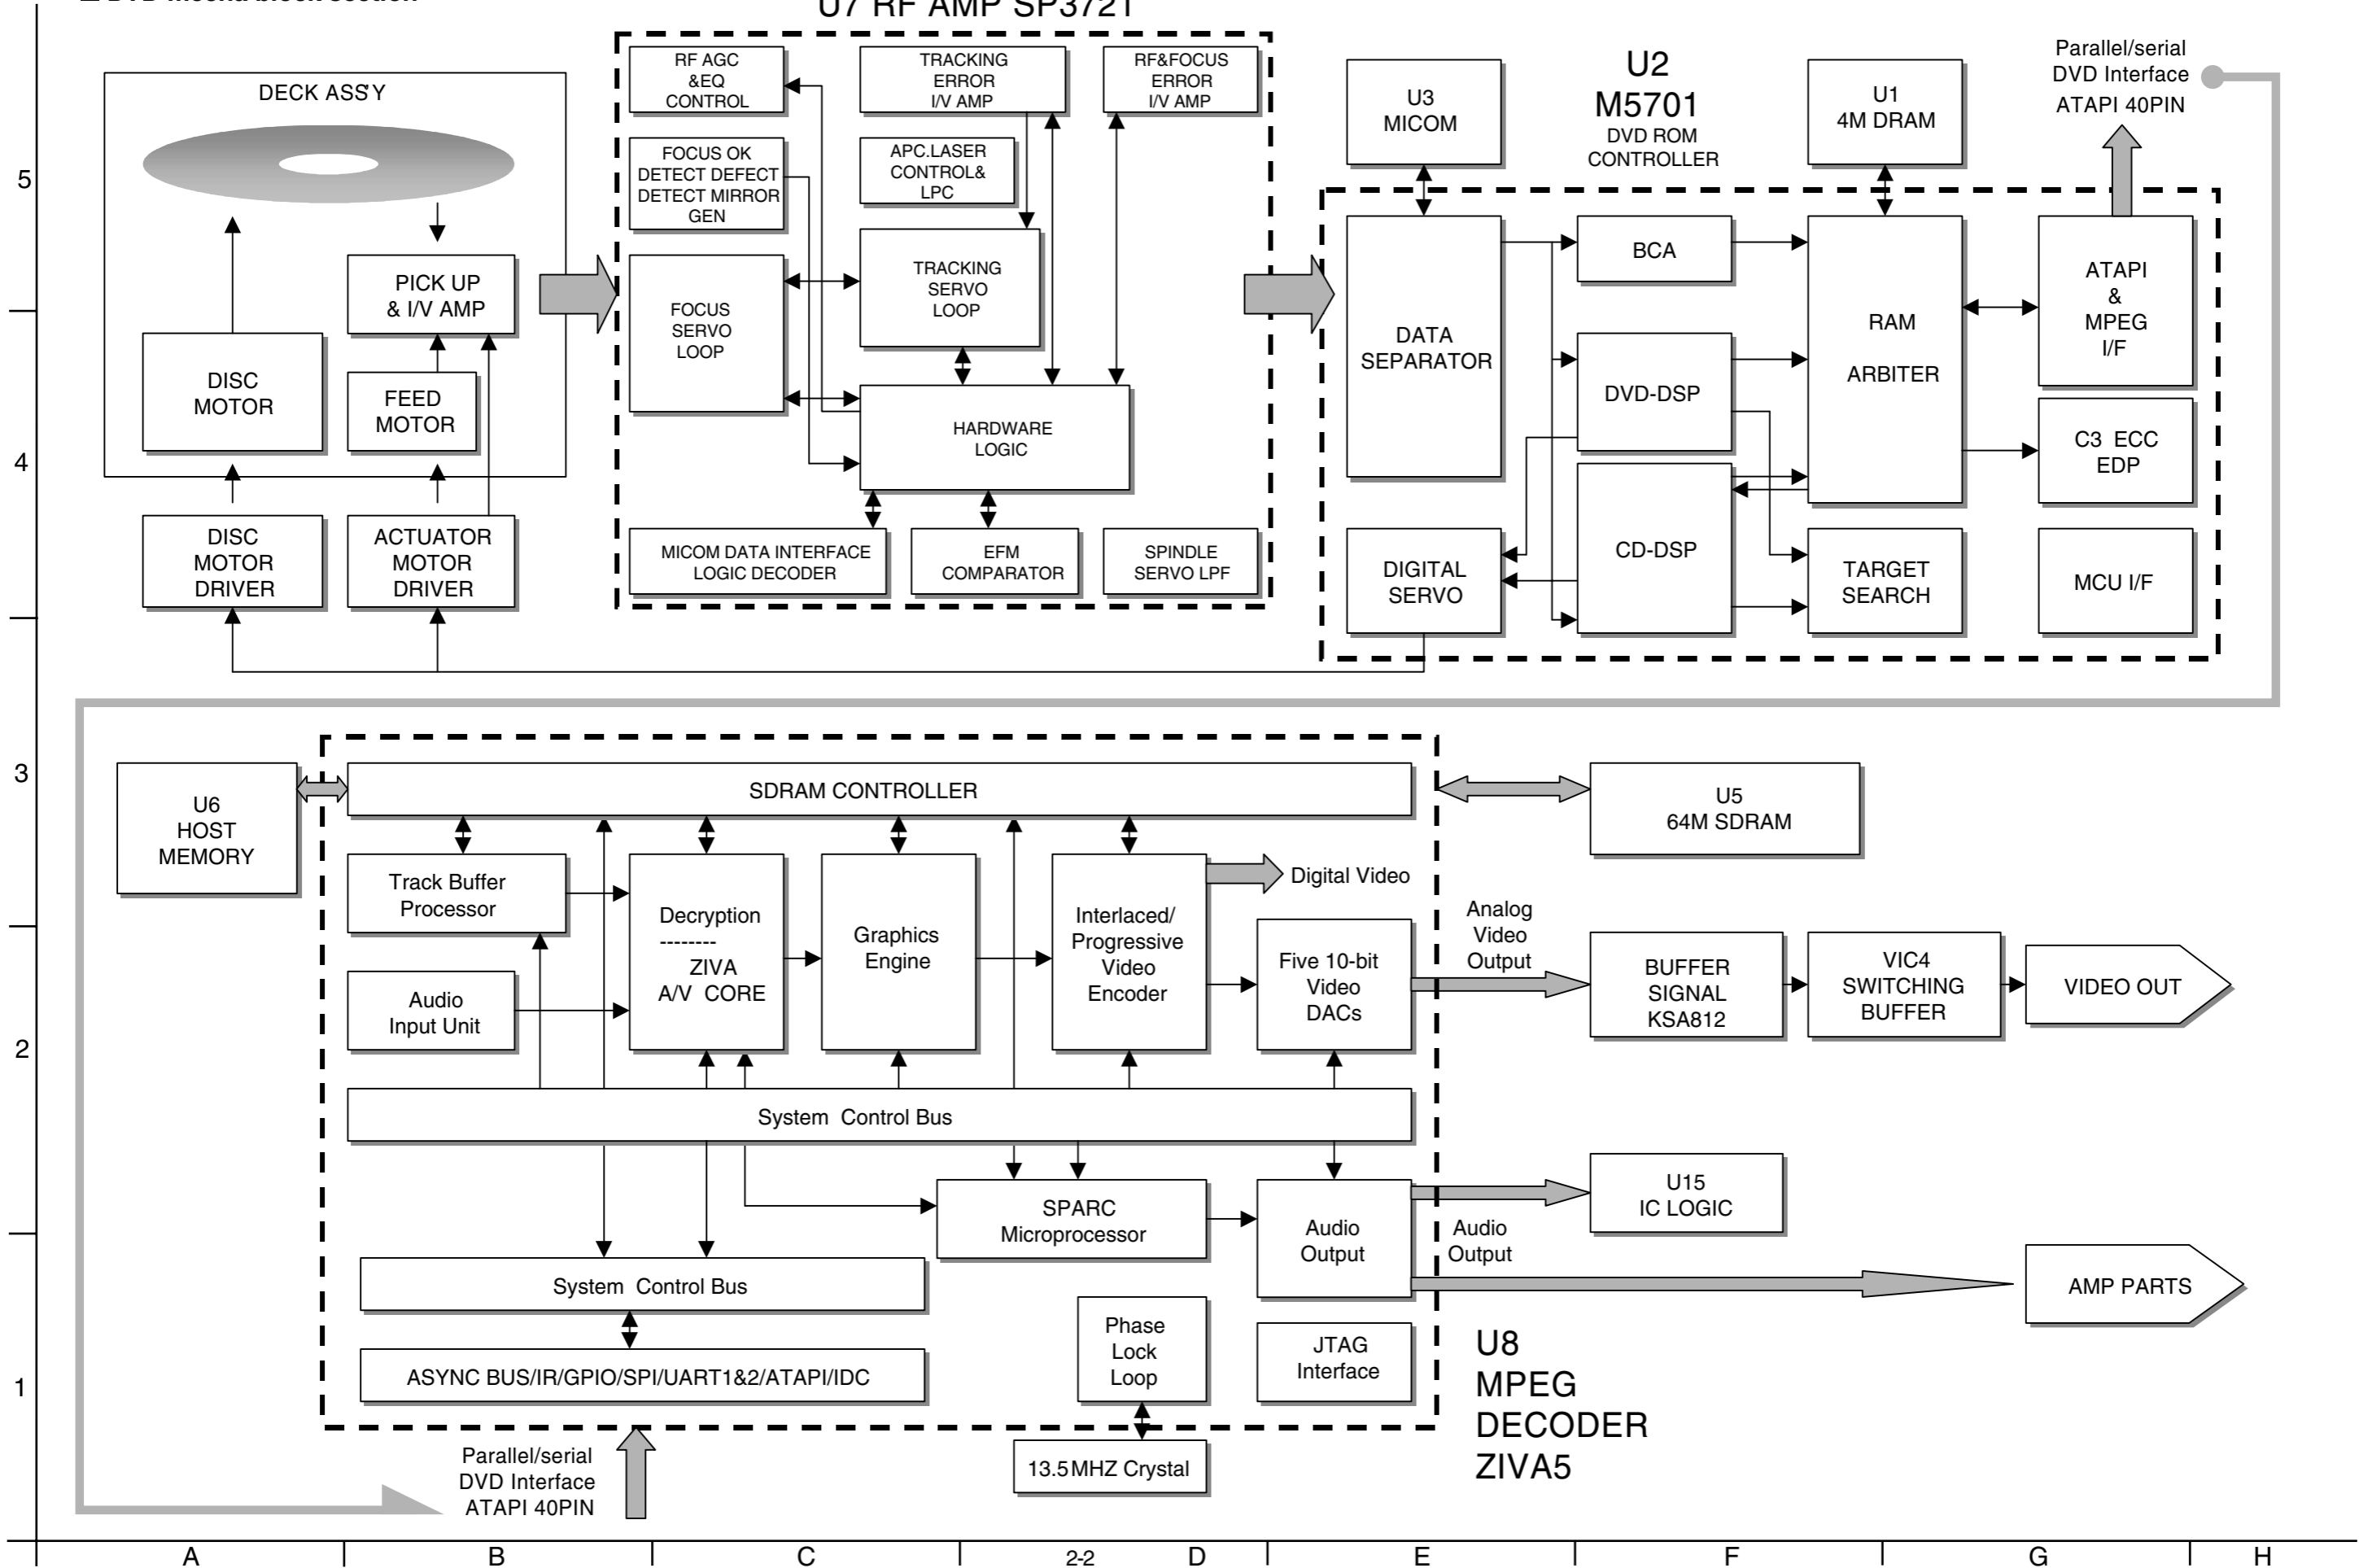 U7 RF AMP SP3721
DECK ASS'Y
PICK UP
& I/V AMP
DISC
MOTOR
FEED
MOTOR
DISC
MOTOR
DRIVER
ACTUATOR
MOTOR
DRIVER
RF AGC
&EQ
CONTROL
TRACKING
ERROR
I/V AMP
RF&FOCUS
ERROR
I/V AMP
FOCUS OK
DETECT DEFECT
DETECT MIRROR
GEN
APC.LASER
CONTROL&
LPC
FOCUS
SERVO
LOOP
TRACKING
SERVO
LOOP
HARDWARE
LOGIC
MICOM DATA INTERFACE
LOGIC DECODER
EFM
COMPARATOR
SPINDLE
SERVO LPF
U3
MICOM
U2
M5701
DVD ROM
CONTROLLER
U1
4M DRAM
Parallel/serial
DVD Interface
ATAPI 40PIN
DATA
SEPARATOR
BCA
DVD-DSP
CD-DSP
RAM
ARBITER
ATAPI
&
MPEG
I/F
C3 ECC
EDP
DIGITAL
SERVO
TARGET
SEARCH
MCU I/F
5
4
3
2
1
U6
HOST
MEMORY
SDRAM CONTROLLER
U5
64M SDRAM
Track Buffer
Processor
Audio
Input Unit
Decryption
--------
ZIVA
A/V CORE
Graphics
Engine
Interlaced/
Progressive
Video
Encoder
Digital Video
Five 10-bit
Video
DACs
Analog
Video
Output
BUFFER
SIGNAL
KSA812
VIC4
SWITCHING
BUFFER
VIDEO OUT
System Control Bus
SPARC
Microprocessor
Audio
Output
Audio
Output
U15
IC LOGIC
AMP PARTS
System Control Bus
ASYNC BUS/IR/GPIO/SPI/UART1&2/ATAPI/IDC
Phase
Lock
Loop
JTAG
Interface
13.5MHZ Crystal
U8
MPEG
DECODER
ZIVA5
Parallel/serial
DVD Interface
ATAPI 40PIN
A
B
C
2-2
D
E
F
G
H